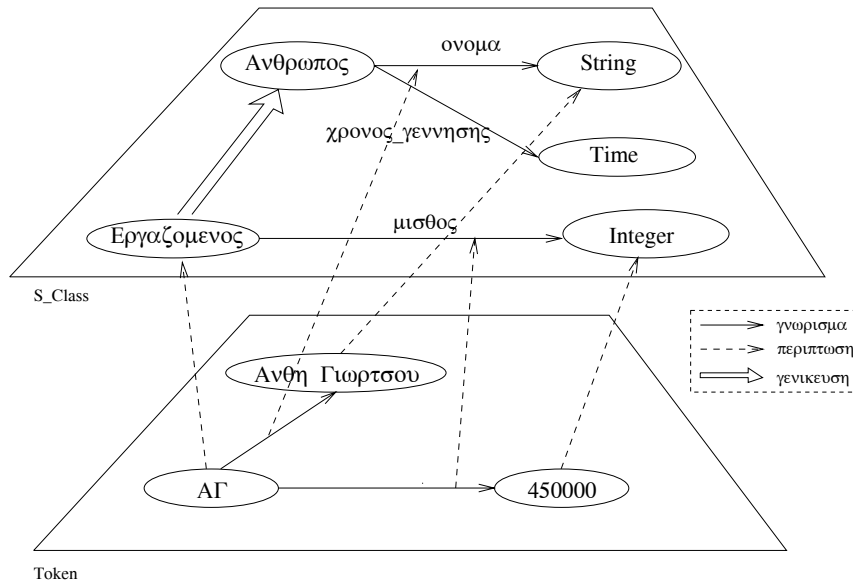 ονομα
Ανθρωπος
String
χρονος_γεννησης
Time
μισθος
Εργαζομενος
Integer
S_Class
γνωρισμα
περιπτωση
γενικευση
Ανθη Γιωρτσου
ΑΓ
450000
Token